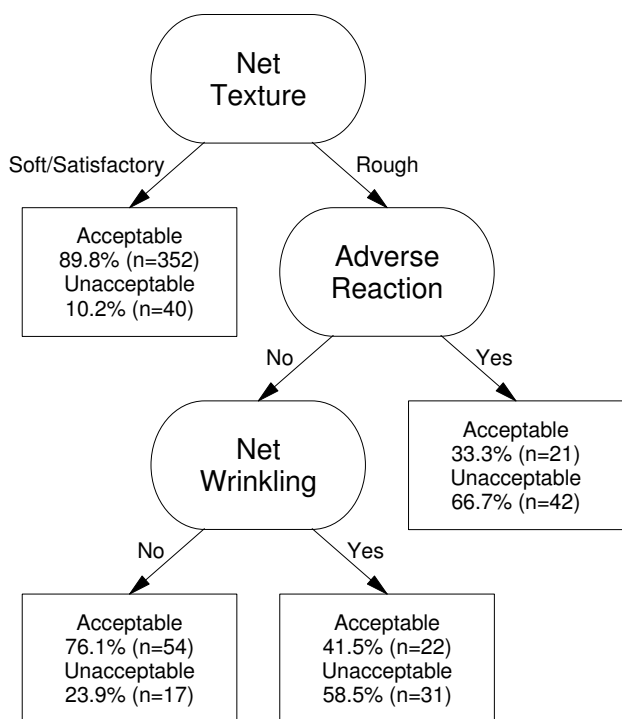 Net
Texture
Soft/Satisfactory
Rough
Acceptable
89.8% (n=352)
Unacceptable
10.2% (n=40)
Adverse
Reaction
No
Yes
Net
Wrinkling
Acceptable
33.3% (n=21)
Unacceptable
66.7% (n=42)
No
Yes
Acceptable
76.1% (n=54)
Unacceptable
23.9% (n=17)
Acceptable
41.5% (n=22)
Unacceptable
58.5% (n=31)